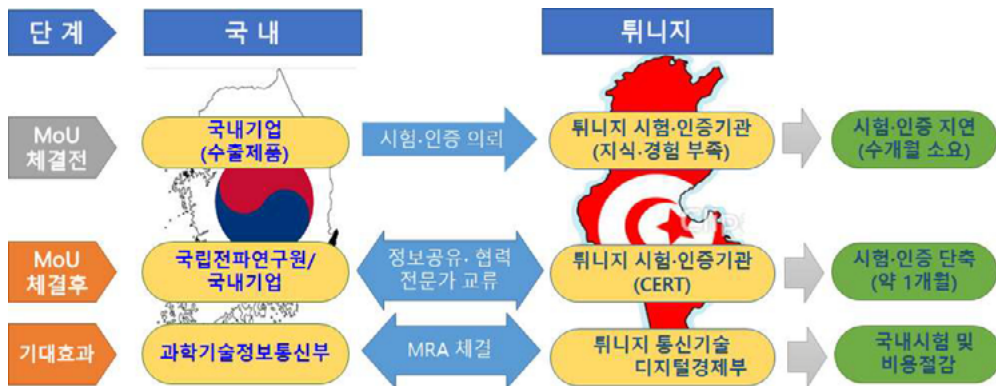 단 계
국 내
튀니지
MoU
체결전
국내기업
(수출제품)
시험·인증 의뢰
튀니지 시험·인증기관
(지식·경험 부족)
시험·인증 지연
(수개월 소요)
MoU
체결후
국립전파연구원/
국내기업
정보공유· 협력
전문가 교류
튀니지 시험·인증기관
(CERT)
시험·인증 단축
(약 1개월)
기대효과
과학기술정보통신부
MRA 체결
튀니지 통신기술
디지털경제부
국내시험 및
비용절감